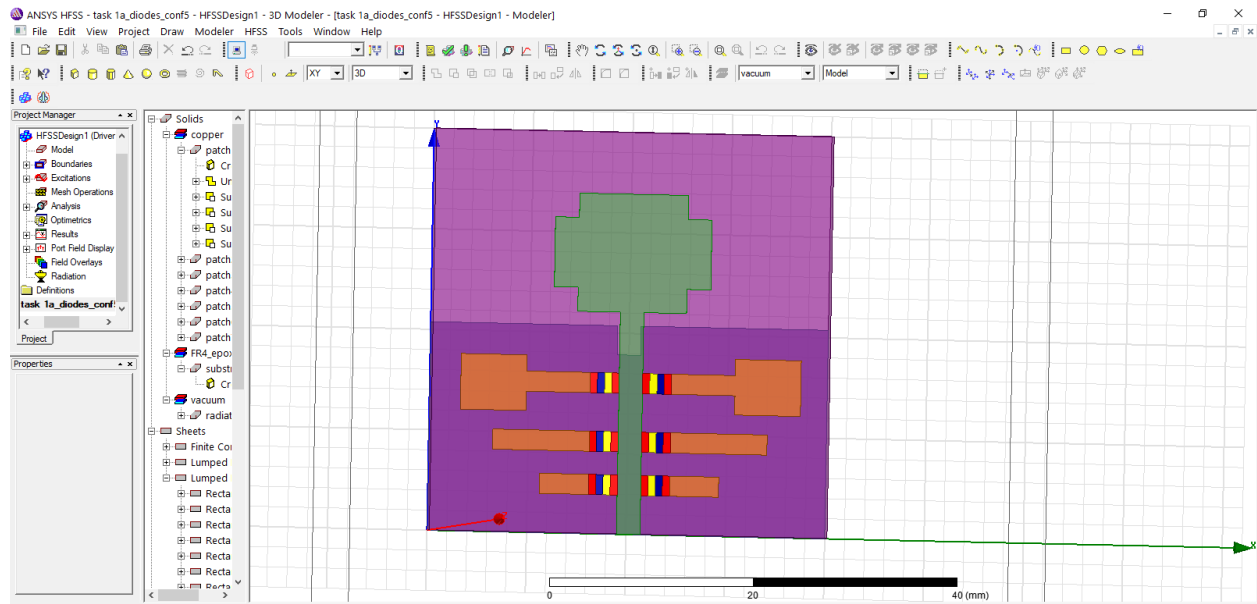 ANSYS HFSS - task 1a_diodes_conf5 - HFSSDesign1 - 3D Modeler - [task 1a_diodes_conf5 - HFSSDesign1 - Modeler]
File Edit View Project Draw Modeler HFSS Tools Window Help
XY 3D vacuum Model
Project Manager
HFSSDesign1 (Driver
Model
Boundaries
Excitations
Mesh Operations
Analysis
Optimetrics
Results
Port Field Display
Field Overlays
Radiation
Definitions
task 1a_diodes_conf5
Project
Properties
Solids
copper
patch
Cr
Ur
Su
Su
Su
Su
patch
patch
patch
patch
patch
patch
FR4_epox
substr
Cr
vacuum
radiat
Sheets
Finite Cor
Lumped
Lumped
Recta
Recta
Recta
Recta
Recta
Recta
Recta
Y
X
0 20 40 (mm)